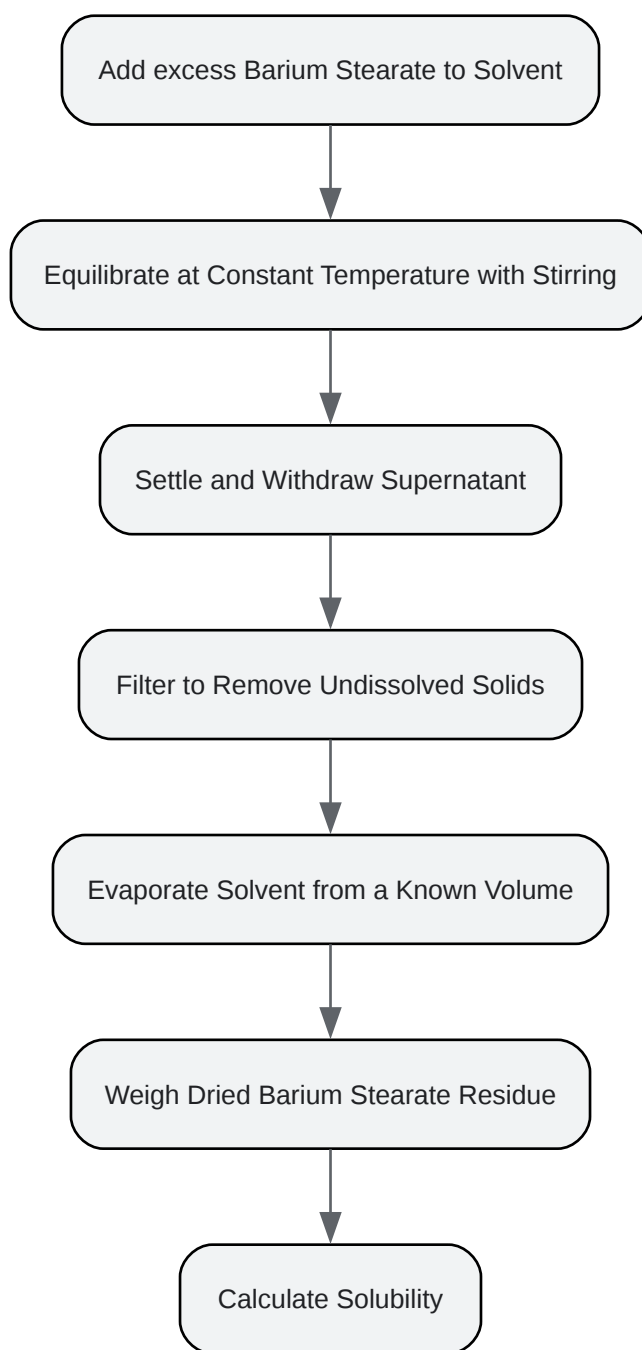 Add excess Barium Stearate to Solvent
Equilibrate at Constant Temperature with Stirring
Settle and Withdraw Supernatant
Filter to Remove Undissolved Solids
Evaporate Solvent from a Known Volume
Weigh Dried Barium Stearate Residue
Calculate Solubility